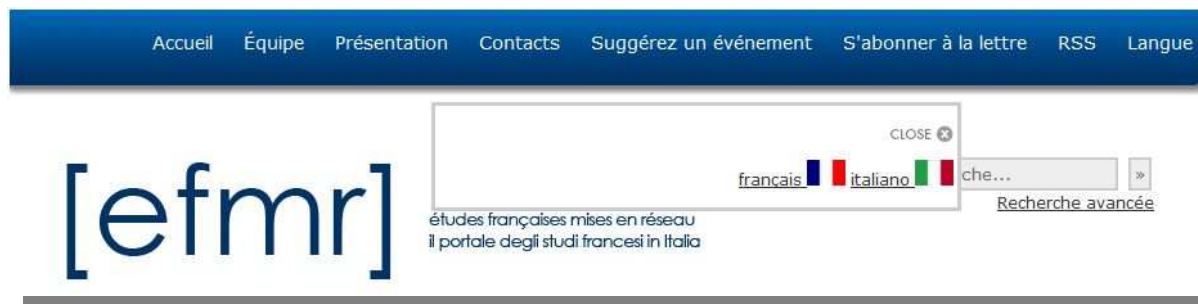 Accueil Équipe Présentation Contacts Suggérez un événement S'abonner à la lettre RSS Langue
CLOSE
français italiano
che... »
Recherche avancée
[efmr]
études françaises mises en réseau
il portale degli studi francesi in Italia